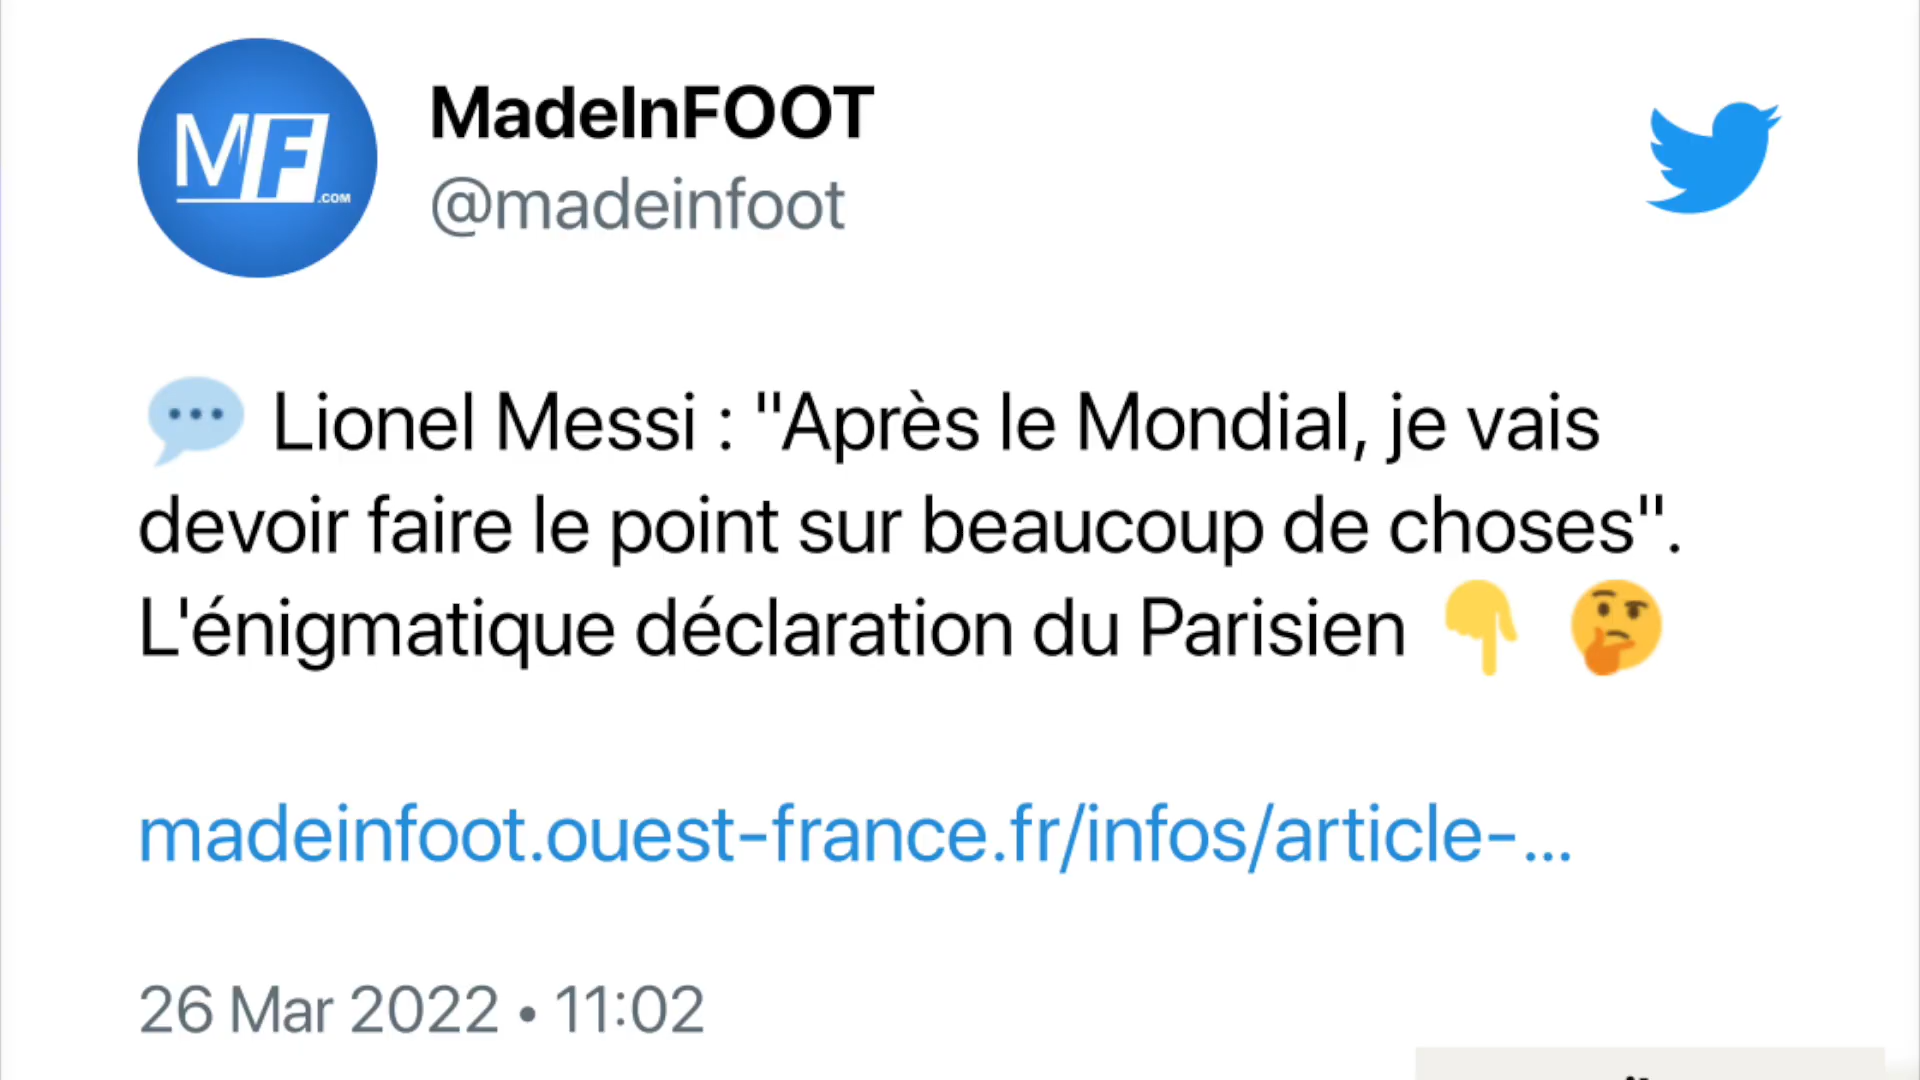 MF.COM
MadeInFOOT
@madeinfoot
💬 Lionel Messi : "Après le Mondial, je vais
devoir faire le point sur beaucoup de choses".
L'énigmatique déclaration du Parisien 👇 🤔
madeinfoot.ouest-france.fr/infos/article-...
26 Mar 2022 • 11:02